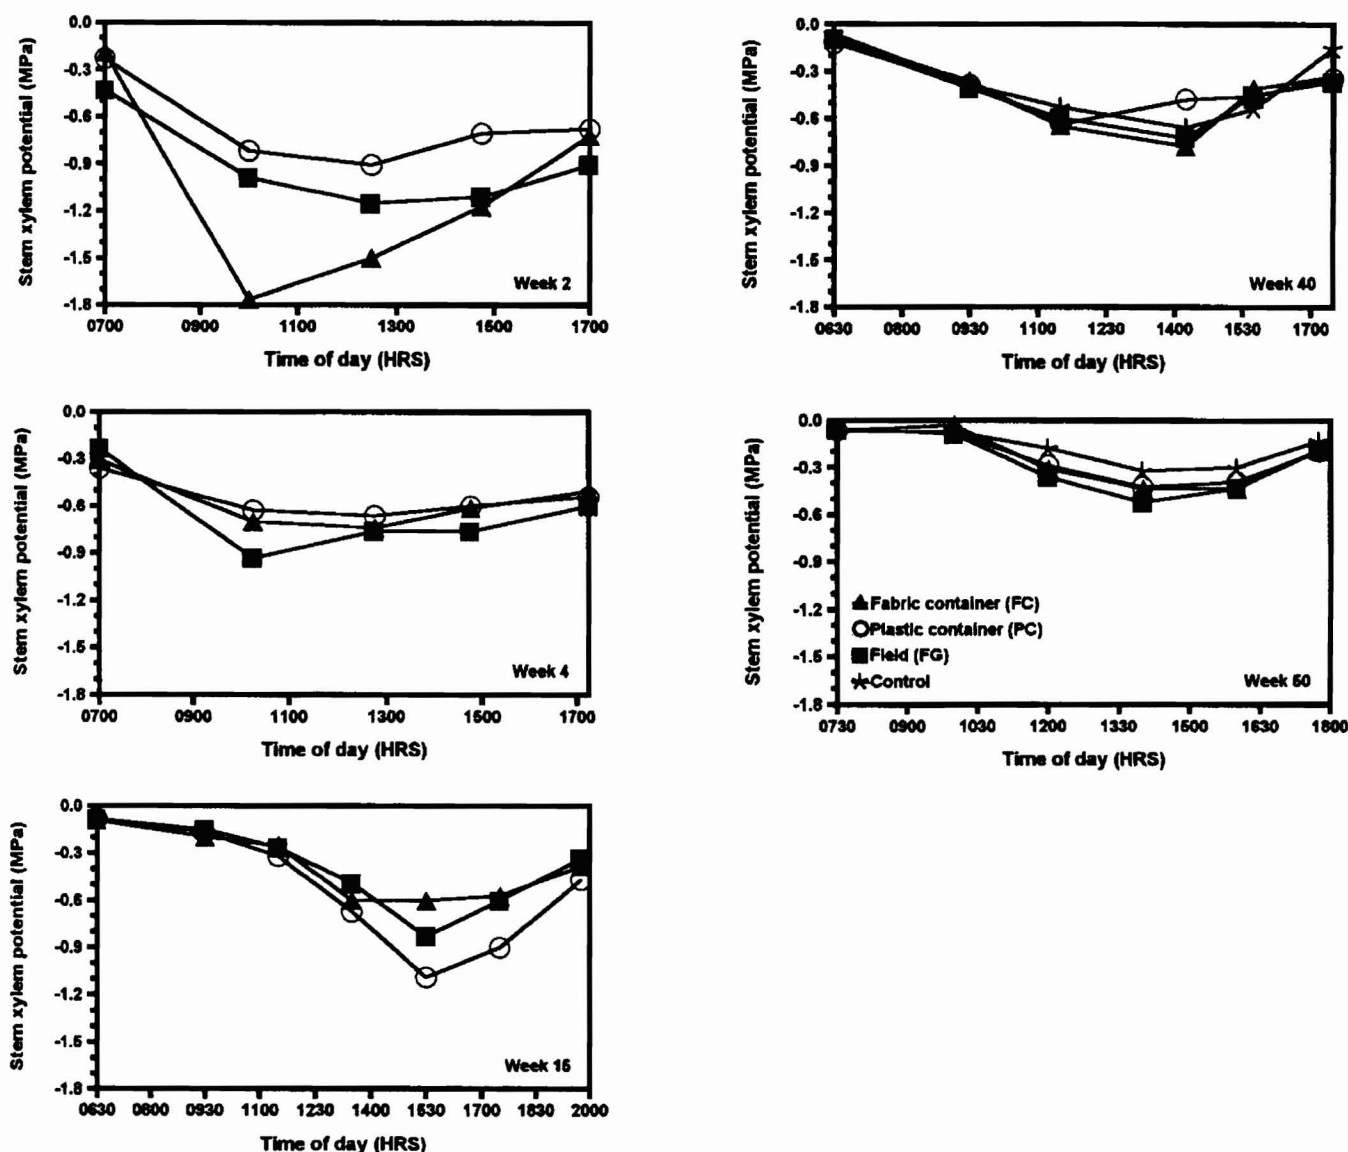 Stem xylem potential (MPa)
0.0
-0.3
-0.6
-0.9
-1.2
-1.5
-1.8
Week 2
0700 0900 1100 1300 1500 1700
Time of day (HRS)
Stem xylem potential (MPa)
0.0
-0.3
-0.6
-0.9
-1.2
-1.5
-1.8
Week 4
0700 0900 1100 1300 1500 1700
Time of day (HRS)
Stem xylem potential (MPa)
0.0
-0.3
-0.6
-0.9
-1.2
-1.5
-1.8
Week 15
0630 0800 0930 1100 1230 1400 1530 1700 1830 2000
Time of day (HRS)
Stem xylem potential (MPa)
0.0
-0.3
-0.6
-0.9
-1.2
-1.5
-1.8
Week 40
0630 0800 0930 1100 1230 1400 1530 1700
Time of day (HRS)
Stem xylem potential (MPa)
0.0
-0.3
-0.6
-0.9
-1.2
-1.5
-1.8
Fabric container (FC)
Plastic container (PC)
Field (FG)
Control
Week 50
0730 0900 1030 1200 1330 1500 1630 1800
Time of day (HRS)